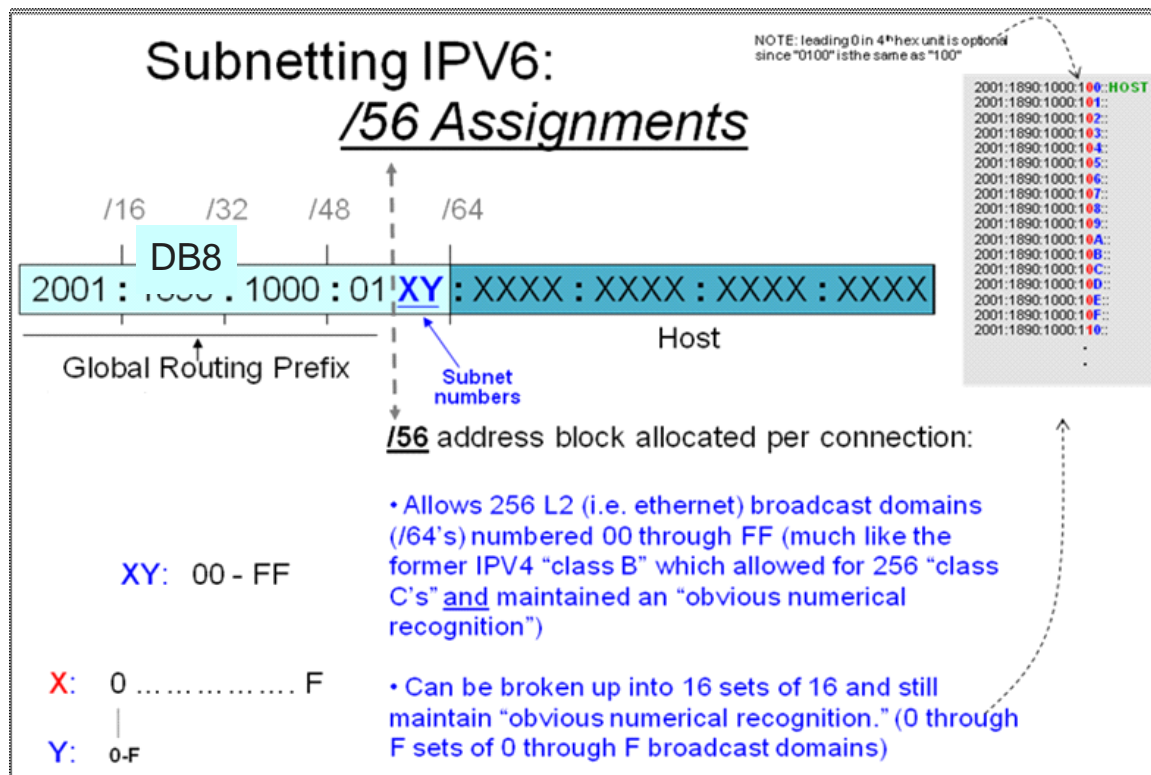 Subnetting IPV6:
/56 Assignments
NOTE: leading 0 in 4th hex unit is optional
since "0100" is the same as "100"
2001:1890:1000:100::HOST
2001:1890:1000:101::
2001:1890:1000:102::
2001:1890:1000:103::
2001:1890:1000:104::
2001:1890:1000:105::
2001:1890:1000:106::
2001:1890:1000:107::
2001:1890:1000:108::
2001:1890:1000:109::
2001:1890:1000:10A::
2001:1890:1000:10B::
2001:1890:1000:10C::
2001:1890:1000:10D::
2001:1890:1000:10E::
2001:1890:1000:10F::
2001:1890:1000:110::
.
.
/16 /32 /48 /64
DB8
2001 : : 1000 : 01 XY : XXXX : XXXX : XXXX : XXXX
Global Routing Prefix
Subnet
numbers
Host
/56 address block allocated per connection:
• Allows 256 L2 (i.e. ethernet) broadcast domains
(/64's) numbered 00 through FF (much like the
former IPV4 “class B” which allowed for 256 “class
C's” and maintained an “obvious numerical
recognition”)
• Can be broken up into 16 sets of 16 and still
maintain “obvious numerical recognition.” (0 through
F sets of 0 through F broadcast domains)
XY: 00 - FF
X: 0 ................ F
Y: 0-F